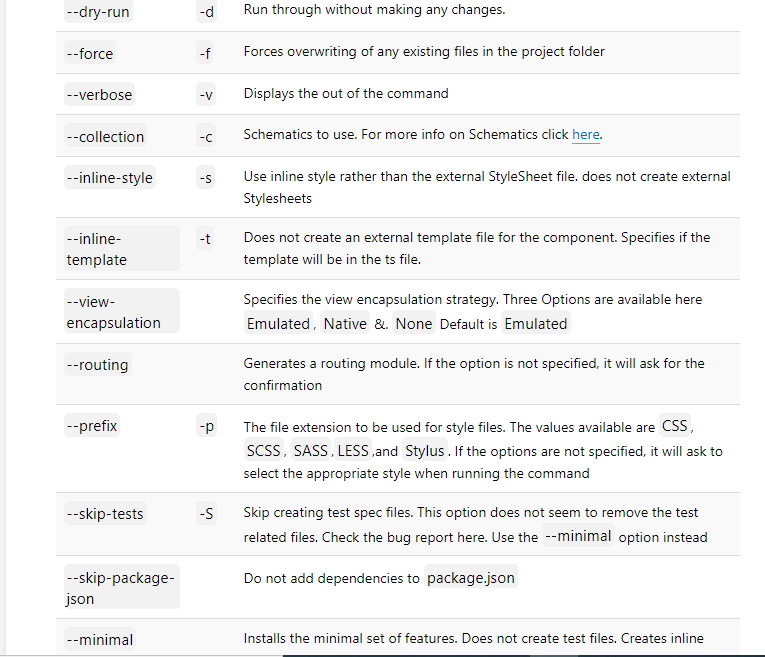 --dry-run -d Run through without making any changes.
--force -f Forces overwriting of any existing files in the project folder
--verbose -v Displays the out of the command
--collection -c Schematics to use. For more info on Schematics click here.
--inline-style -s Use inline style rather than the external StyleSheet file. does not create external
Stylesheets
--inline- -t Does not create an external template file for the component. Specifies if the
template template will be in the ts file.
--view- Specifies the view encapsulation strategy. Three Options are available here
encapsulation Emulated, Native &. None Default is Emulated
--routing Generates a routing module. If the option is not specified, it will ask for the
confirmation
--prefix -p The file extension to be used for style files. The values available are CSS,
SCSS, SASS,LESS,and Stylus. If the options are not specified, it will ask to
select the appropriate style when running the command
--skip-tests -S Skip creating test spec files. This option does not seem to remove the test
related files. Check the bug report here. Use the --minimal option instead
--skip-package- Do not add dependencies to package.json
json
--minimal Installs the minimal set of features. Does not create test files. Creates inline